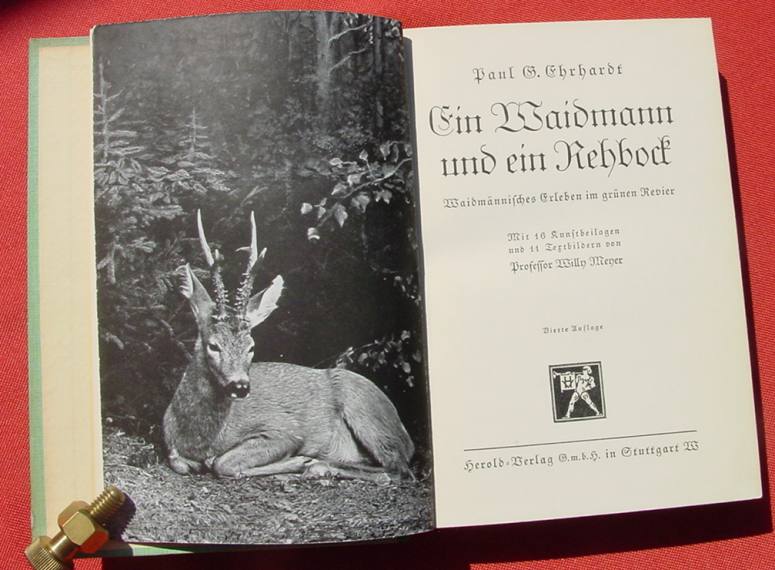 Paul G. Ehrhardt
Ein Waidmann
und ein Rehbock
Waidmännisches Erleben im grünen Revier
Mit 16 Kunstbeilagen
und 11 Textbildern von
Professor Willy Meyer
Vierte Auflage
H
Herold-Verlag G.m.b.H. in Stuttgart W